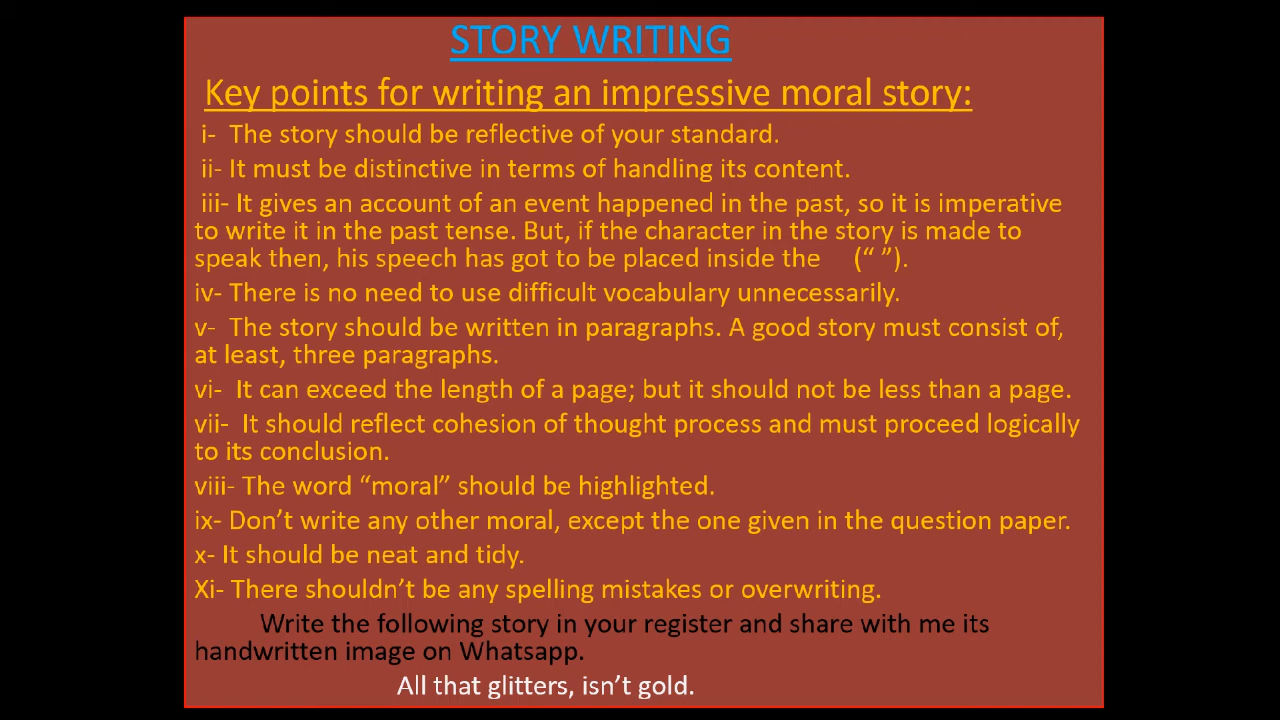 STORY WRITING
Key points for writing an impressive moral story:
i- The story should be reflective of your standard.
ii- It must be distinctive in terms of handling its content.
iii- It gives an account of an event happened in the past, so it is imperative
to write it in the past tense. But, if the character in the story is made to
speak then, his speech has got to be placed inside the (“ ”).
iv- There is no need to use difficult vocabulary unnecessarily.
v- The story should be written in paragraphs. A good story must consist of,
at least, three paragraphs.
vi- It can exceed the length of a page; but it should not be less than a page.
vii- It should reflect cohesion of thought process and must proceed logically
to its conclusion.
viii- The word “moral” should be highlighted.
ix- Don’t write any other moral, except the one given in the question paper.
x- It should be neat and tidy.
Xi- There shouldn’t be any spelling mistakes or overwriting.
Write the following story in your register and share with me its
handwritten image on Whatsapp.
All that glitters, isn’t gold.